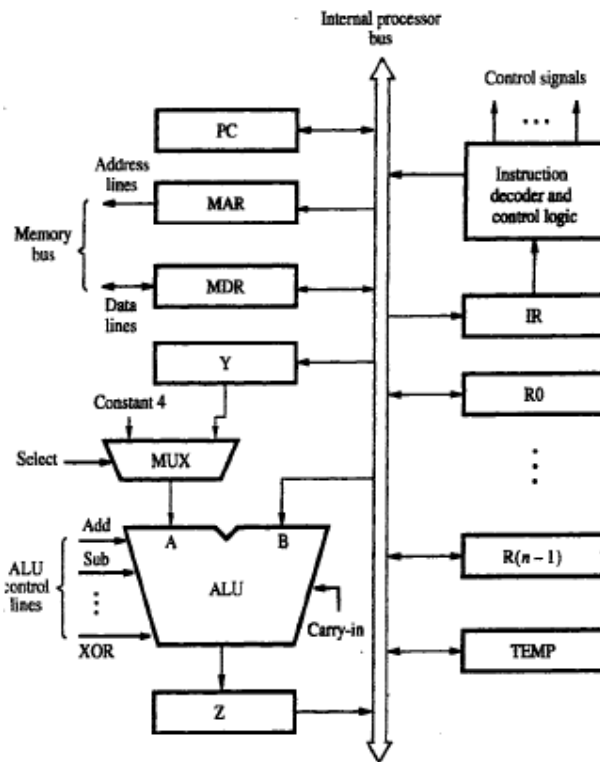 Internal processor
bus
Control signals
...
PC
Address
lines
MAR
Instruction
decoder and
control logic
Memory
bus
MDR
Data
lines
IR
Y
Constant 4
R0
Select
MUX
Add
A
B
R(n − 1)
ALU
control
lines
Sub
ALU
XOR
Carry-in
TEMP
Z